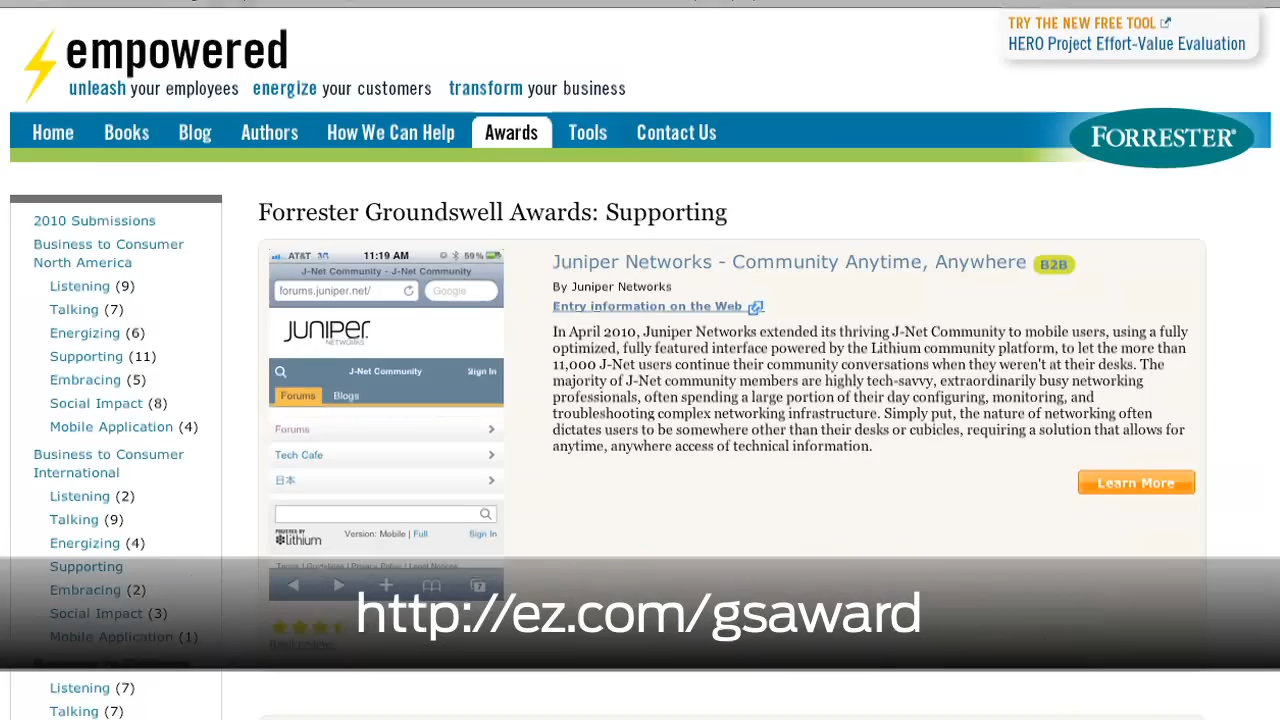 TRY THE NEW FREE TOOL
HERO Project Effort-Value Evaluation
empowered
unleash your employees energize your customers transform your business
Home Books Blog Authors How We Can Help Awards Tools Contact Us
FORRESTER®
2010 Submissions
Business to Consumer
North America
Listening (9)
Talking (7)
Energizing (6)
Supporting (11)
Embracing (5)
Social Impact (8)
Mobile Application (4)
Business to Consumer
International
Listening (2)
Talking (9)
Energizing (4)
Supporting
Embracing (2)
Social Impact (3)
Mobile Application (1)
Listening (7)
Talking (7)
Forrester Groundswell Awards: Supporting
AT&T 3G 11:19 AM 59%
J-Net Community - J-Net Community
forums.juniper.net/ Google
JUNIPER
NETWORKS
J-Net Community Sign In
Forums Blogs
Forums
Tech Cafe
日本
POWERED BY
lithium Version: Mobile | Full Sign In
Terms | Guidelines | Privacy Policy | Legal Notices
Juniper Networks - Community Anytime, Anywhere B2B
By Juniper Networks
Entry information on the Web
In April 2010, Juniper Networks extended its thriving J-Net Community to mobile users, using a fully
optimized, fully featured interface powered by the Lithium community platform, to let the more than
11,000 J-Net users continue their community conversations when they weren't at their desks. The
majority of J-Net community members are highly tech-savvy, extraordinarily busy networking
professionals, often spending a large portion of their day configuring, monitoring, and
troubleshooting complex networking infrastructure. Simply put, the nature of networking often
dictates users to be somewhere other than their desks or cubicles, requiring a solution that allows for
anytime, anywhere access of technical information.
Learn More
http://ez.com/gsaward